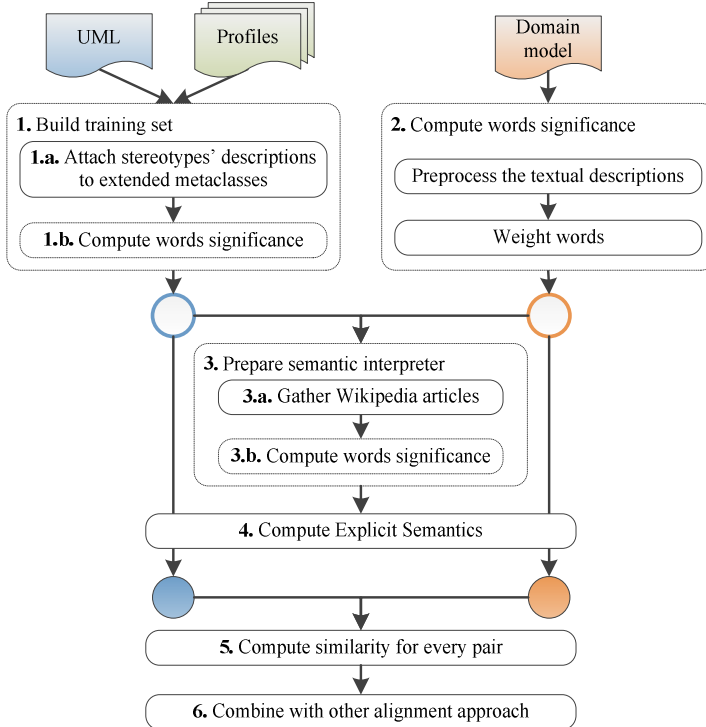 UML
Profiles
Domain
model
1. Build training set
1.a. Attach stereotypes’ descriptions
to extended metaclasses
1.b. Compute words significance
2. Compute words significance
Preprocess the textual descriptions
Weight words
3. Prepare semantic interpreter
3.a. Gather Wikipedia articles
3.b. Compute words significance
4. Compute Explicit Semantics
5. Compute similarity for every pair
6. Combine with other alignment approach